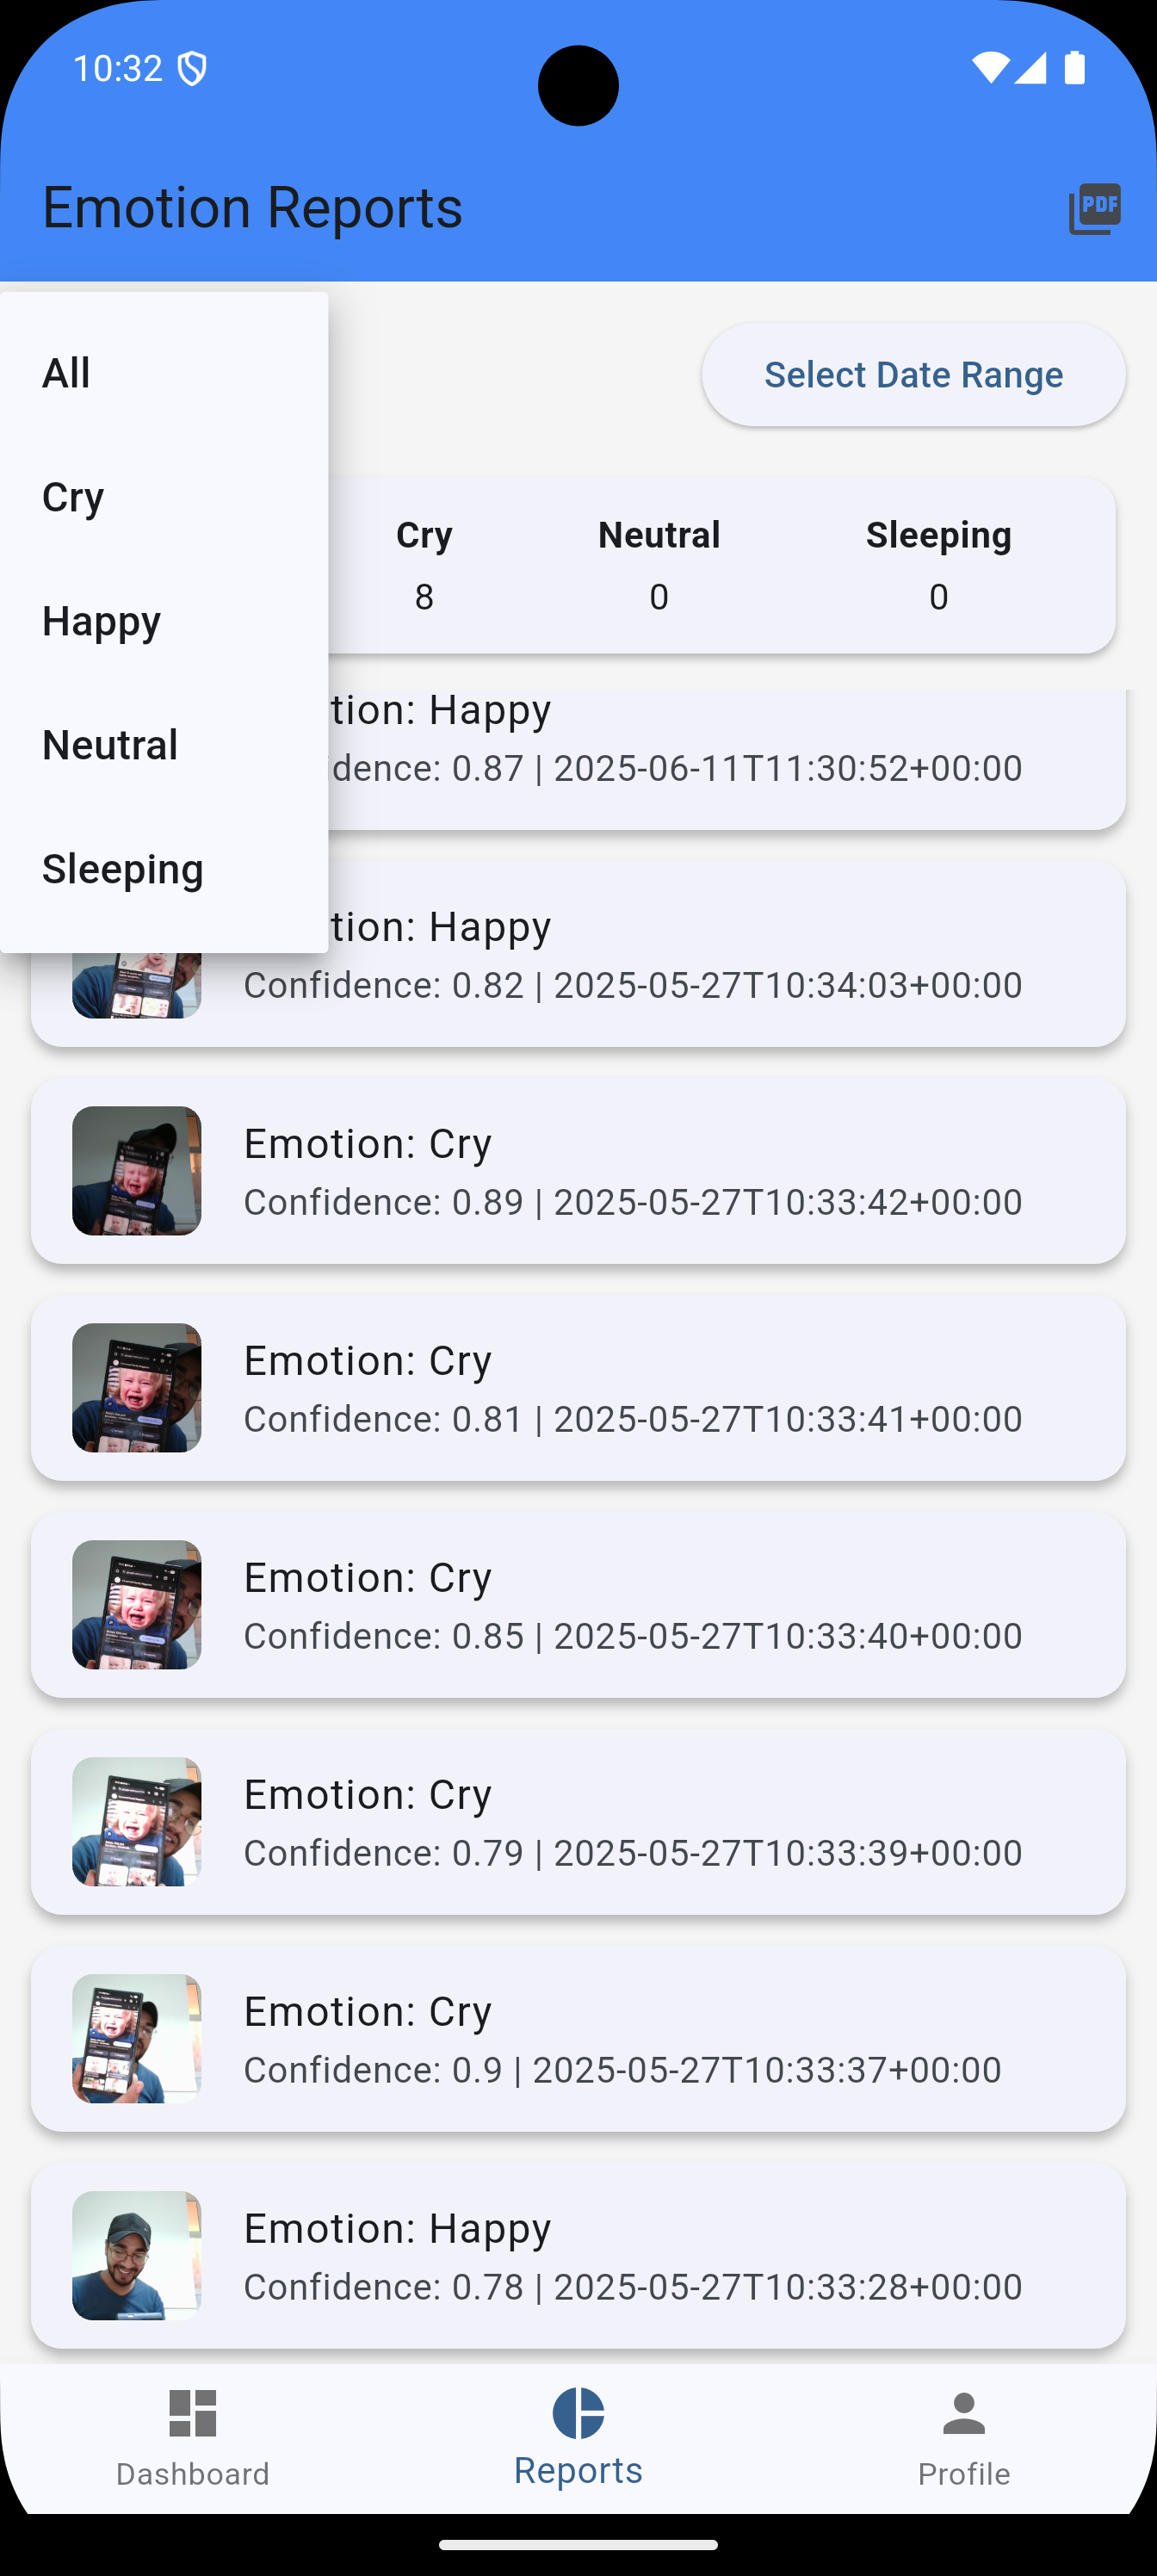 10:32
Emotion Reports
PDF
All
Cry
Happy
Neutral
Sleeping
Select Date Range
Cry Neutral Sleeping
8 0 0
tion: Happy
dence: 0.87 | 2025-06-11T11:30:52+00:00
tion: Happy
Confidence: 0.82 | 2025-05-27T10:34:03+00:00
Emotion: Cry
Confidence: 0.89 | 2025-05-27T10:33:42+00:00
Emotion: Cry
Confidence: 0.81 | 2025-05-27T10:33:41+00:00
Emotion: Cry
Confidence: 0.85 | 2025-05-27T10:33:40+00:00
Emotion: Cry
Confidence: 0.79 | 2025-05-27T10:33:39+00:00
Emotion: Cry
Confidence: 0.9 | 2025-05-27T10:33:37+00:00
Emotion: Happy
Confidence: 0.78 | 2025-05-27T10:33:28+00:00
Dashboard
Reports
Profile